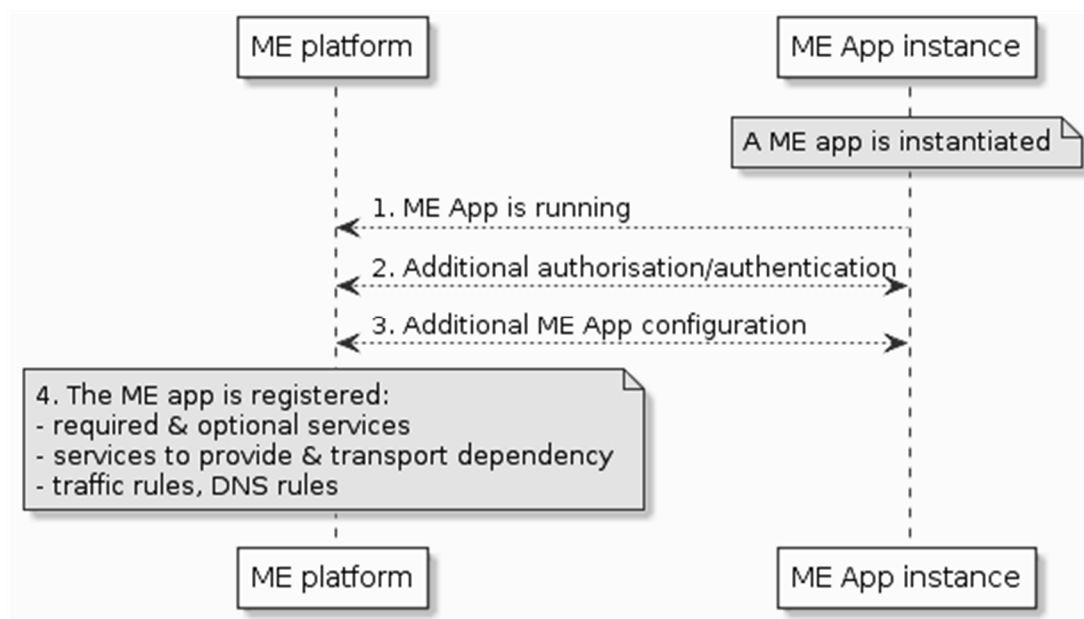 ME platform
ME App instance
A ME app is instantiated
1. ME App is running
2. Additional authorisation/authentication
3. Additional ME App configuration
4. The ME app is registered:
- required & optional services
- services to provide & transport dependency
- traffic rules, DNS rules
ME platform
ME App instance